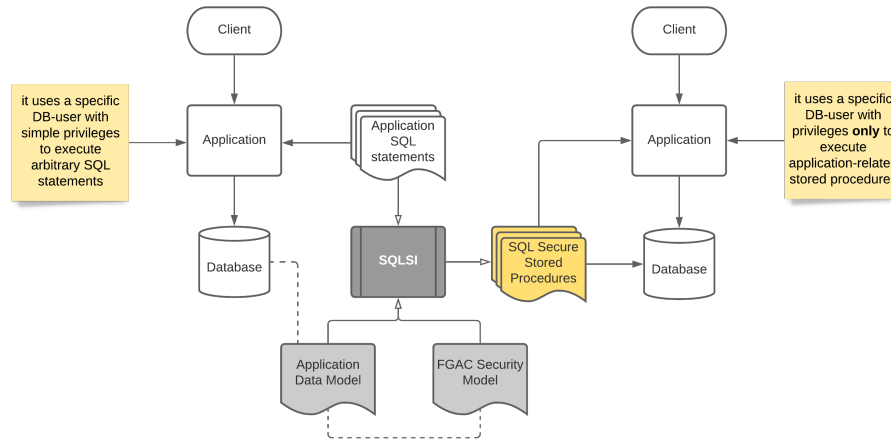 Client
Client
it uses a specific
DB-user with
simple privileges
to execute
arbitrary SQL
statements
Application
Application
SQL
statements
Application
it uses a specific
DB-user with
privileges only to
execute
application-relate
stored procedure
Database
SQLSI
SQL Secure
Stored
Procedures
Database
Application
Data Model
FGAC Security
Model